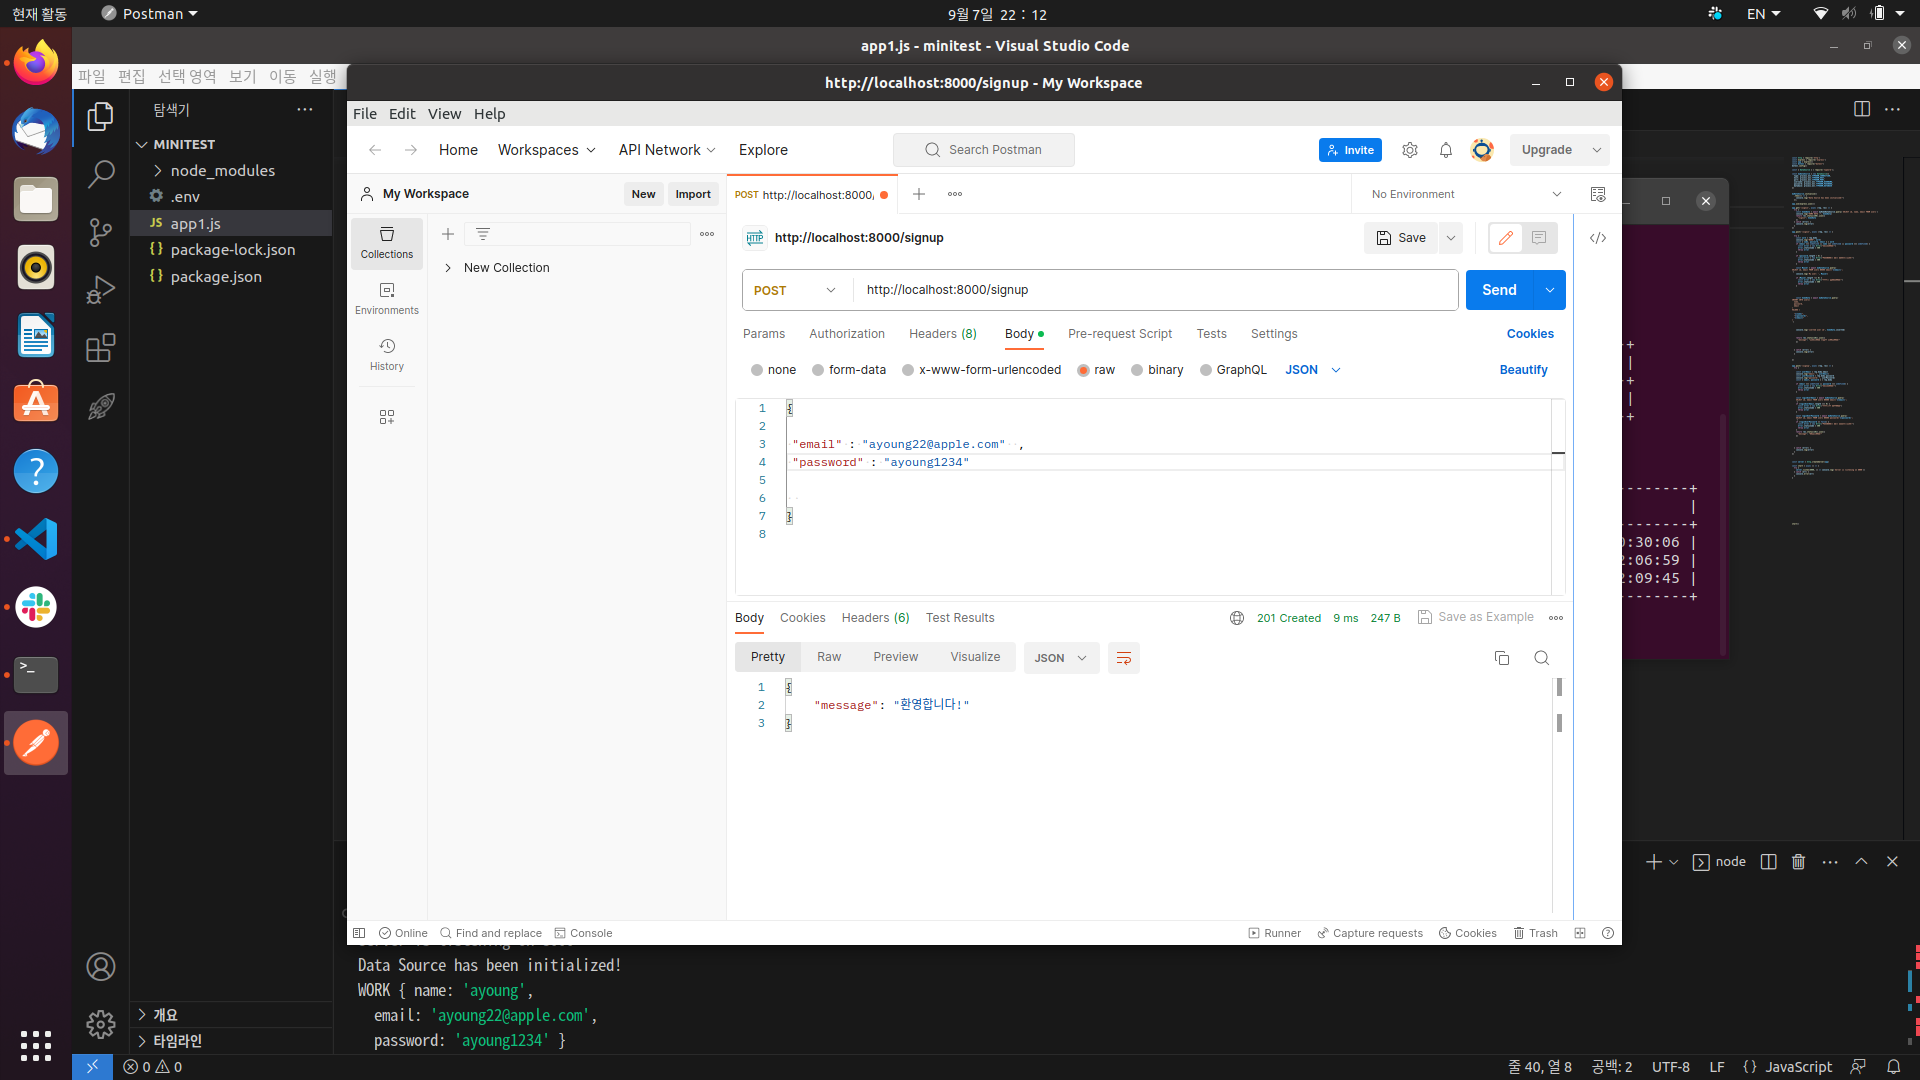 현재 활동
Postman
9월 7일 22 : 12
EN
app1.js - minitest - Visual Studio Code
파일 편집 선택 영역 보기 이동 실행
http://localhost:8000/signup - My Workspace
탐색기
MINITEST
node_modules
.env
JS app1.js
{} package-lock.json
{} package.json
File Edit View Help
Home Workspaces API Network Explore
Search Postman
Invite
Upgrade
My Workspace
New Import
POST http://localhost:8000/
No Environment
Collections
Environments
History
New Collection
HTTP http://localhost:8000/signup
Save
POST http://localhost:8000/signup
Send
Params Authorization Headers (8) Body Pre-request Script Tests Settings
Cookies
none form-data x-www-form-urlencoded raw binary GraphQL JSON
Beautify
1 {
2
3 "email" : "ayoung22@apple.com" ,
4 "password" : "ayoung1234"
5
6
7 }
8
Body Cookies Headers (6) Test Results
201 Created 9 ms 247 B Save as Example
Pretty Raw Preview Visualize JSON
1 {
2 "message": "환영합니다!"
3 }
Online Find and replace Console
Runner Capture requests Cookies Trash
-+
|
-+
|
-+
--------+
|
--------+
:30:06 |
:06:59 |
:09:45 |
--------+
node
Data Source has been initialized!
WORK { name: 'ayoung',
email: 'ayoung22@apple.com',
password: 'ayoung1234' }
개요
타임라인
0 0
줄 40, 열 8 공백: 2 UTF-8 LF {} JavaScript